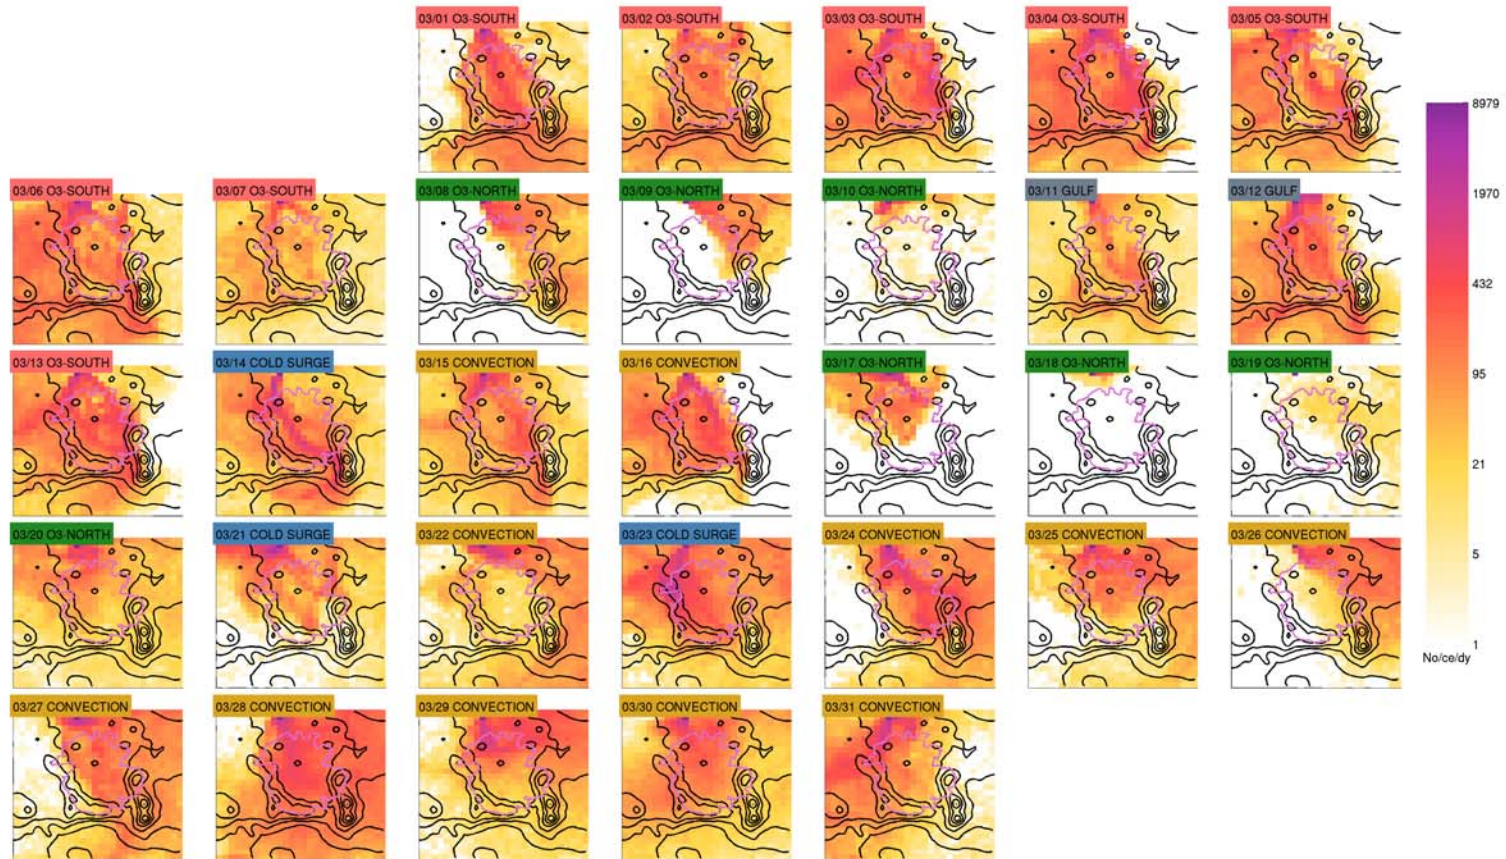 03/01 O3-SOUTH
03/02 O3-SOUTH
03/03 O3-SOUTH
03/04 O3-SOUTH
03/05 O3-SOUTH
03/06 O3-SOUTH
03/07 O3-SOUTH
03/08 O3-NORTH
03/09 O3-NORTH
03/10 O3-NORTH
03/11 GULF
03/12 GULF
03/13 O3-SOUTH
03/14 COLD SURGE
03/15 CONVECTION
03/16 CONVECTION
03/17 O3-NORTH
03/18 O3-NORTH
03/19 O3-NORTH
03/20 O3-NORTH
03/21 COLD SURGE
03/22 CONVECTION
03/23 COLD SURGE
03/24 CONVECTION
03/25 CONVECTION
03/26 CONVECTION
03/27 CONVECTION
03/28 CONVECTION
03/29 CONVECTION
03/30 CONVECTION
03/31 CONVECTION
8979
1970
432
95
21
5
1
No/ce/dy